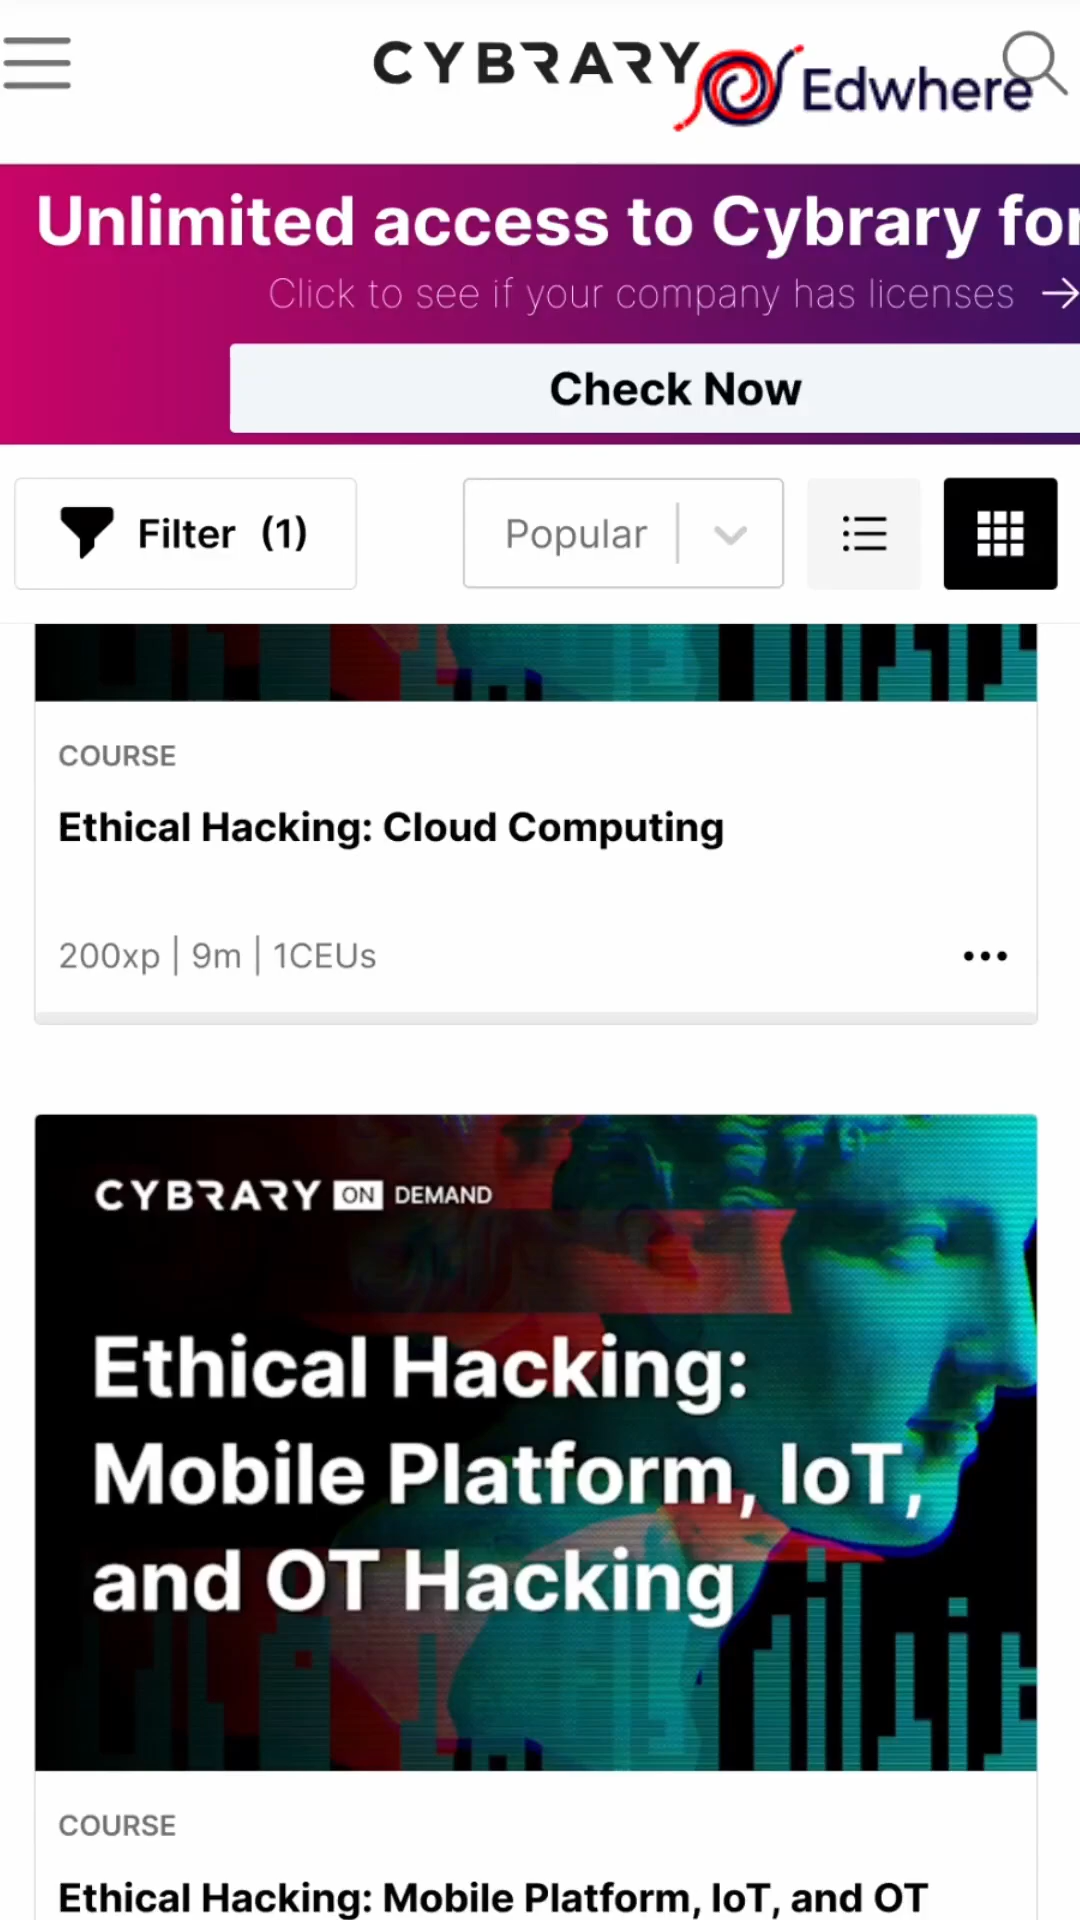 CYBRARY
Edwhere
Unlimited access to Cybrary for
Click to see if your company has licenses →
Check Now
Filter (1)
Popular
COURSE
Ethical Hacking: Cloud Computing
200xp | 9m | 1CEUs
CYBRARY ON DEMAND
Ethical Hacking:
Mobile Platform, IoT,
and OT Hacking
COURSE
Ethical Hacking: Mobile Platform, IoT, and OT